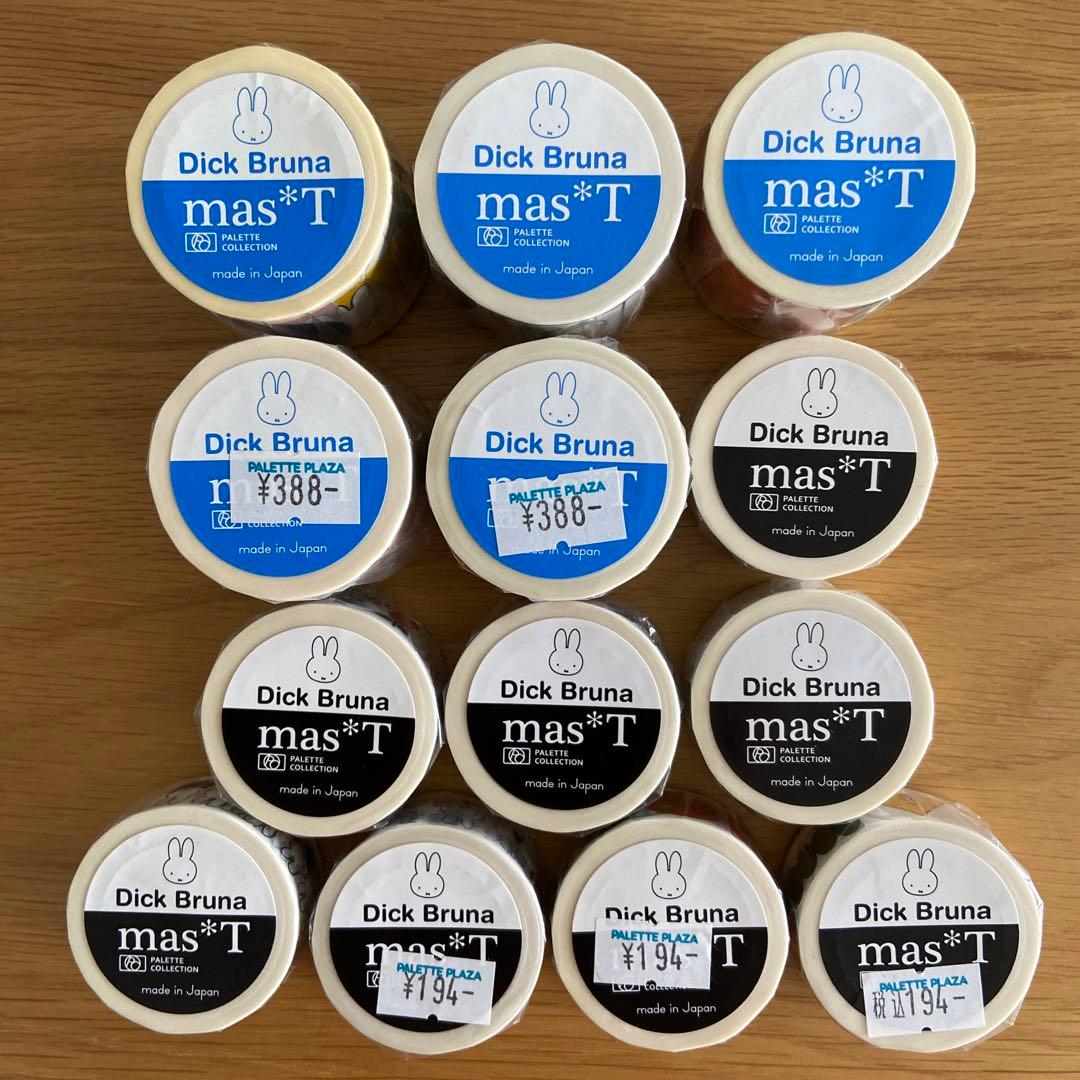 Dick Bruna
mas*T
PALETTE
COLLECTION
made in Japan
Dick Bruna
mas*T
PALETTE
COLLECTION
made in Japan
Dick Bruna
mas*T
PALETTE
COLLECTION
made in Japan
Dick Bruna
PALETTE PLAZA
¥388-
COLLECTION
made in Japan
Dick Bruna
PALETTE PLAZA
¥388-
Japan
Dick Bruna
mas*T
PALETTE
COLLECTION
made in Japan
Dick Bruna
mas*T
PALETTE
COLLECTION
made in Japan
Dick Bruna
mas*T
PALETTE
COLLECTION
made in Japan
Dick Bruna
mas*T
PALETTE
COLLECTION
made in Japan
Dick Bruna
mas*T
PALETTE
COLLECTION
made in Japan
Dick Bruna
mas*T
PALETTE PLAZA
¥194-
Dick Bruna
T
PALETTE PLAZA
¥194-
made in Japan
Dick Bruna
mas*T
PALETTE
COLLECTION
PALETTE PLAZA
税込194-